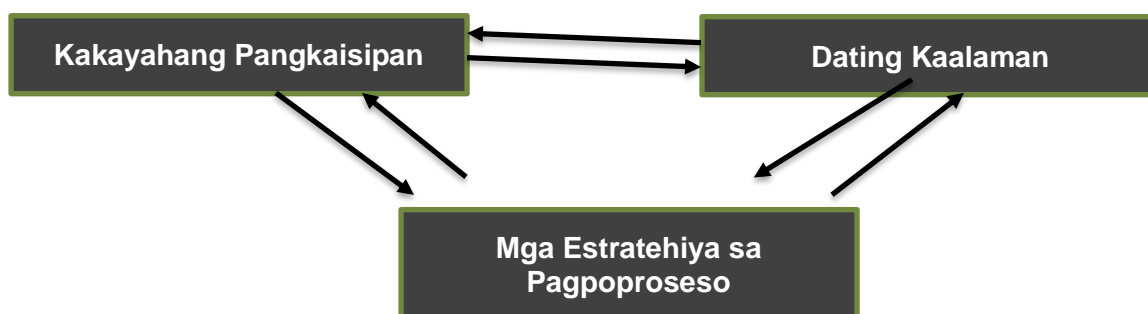 Kakayahang Pangkaisipan
Dating Kaalaman
Mga Estratehiya sa
Pagpoproseso